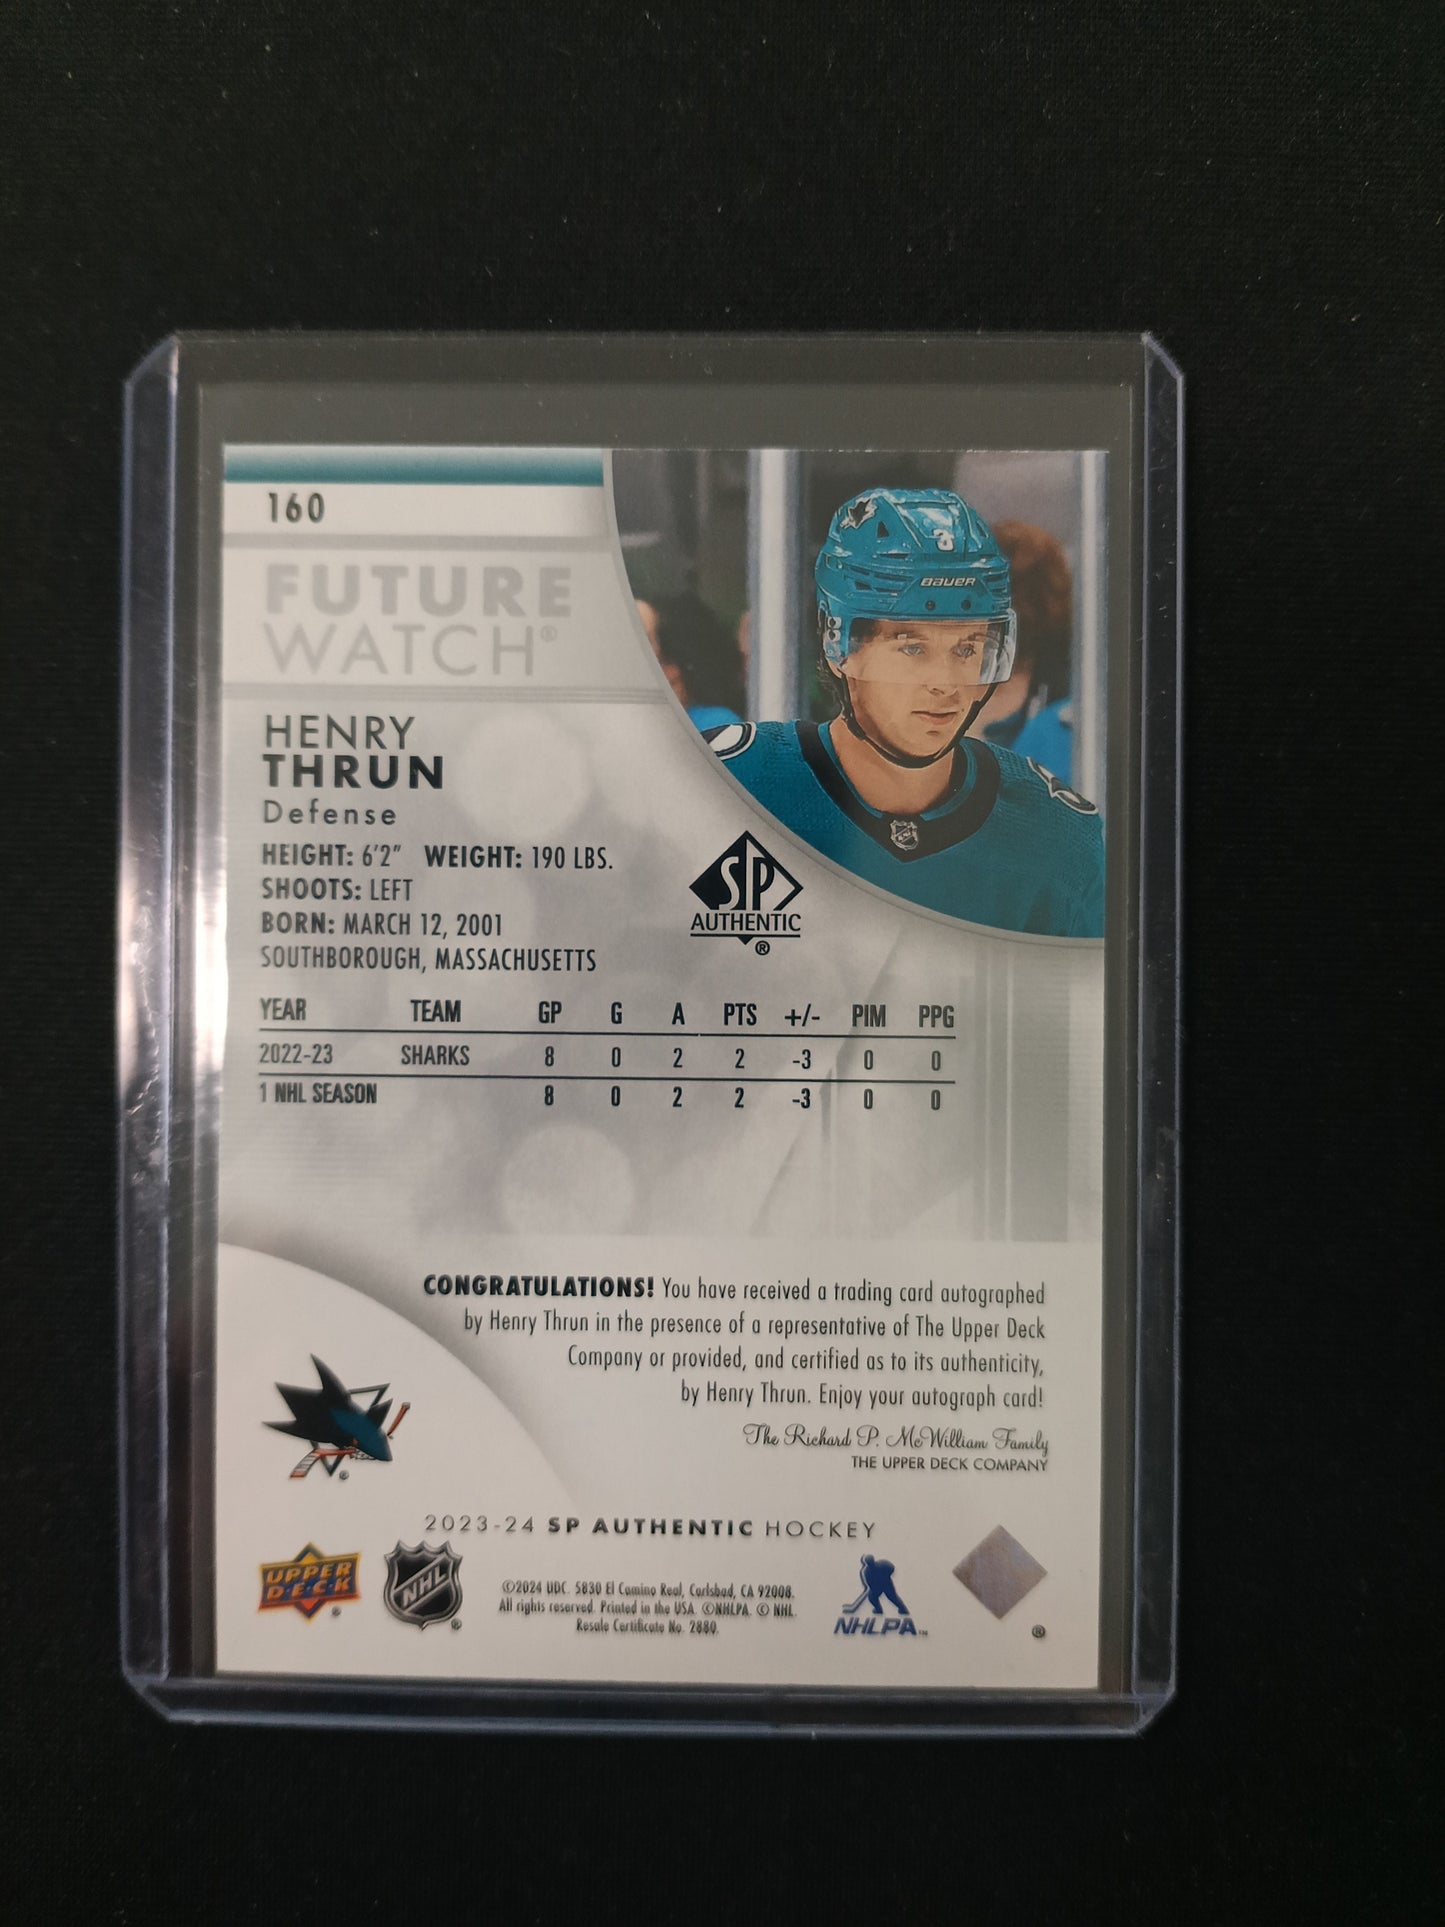 160
FUTURE
WATCH®
HENRY
THRUN
Defense
HEIGHT: 6'2" WEIGHT: 190 LBS.
SHOOTS: LEFT
BORN: MARCH 12, 2001
SOUTHBOROUGH, MASSACHUSETTS
3
BAUER
SP
AUTHENTIC
®
YEAR TEAM GP G A PTS +/- PIM PPG
2022-23 SHARKS 8 0 2 2 -3 0 0
1 NHL SEASON 8 0 2 2 -3 0 0
CONGRATULATIONS! You have received a trading card autographed
by Henry Thrun in the presence of a representative of The Upper Deck
Company or provided, and certified as to its authenticity,
by Henry Thrun. Enjoy your autograph card!
The Richard P. McWilliam Family
THE UPPER DECK COMPANY
®
2023-24 SP AUTHENTIC HOCKEY
UPPER
DECK
®
NHL
®
©2024 UDC. 5830 El Camino Real, Carlsbad, CA 92008.
All rights reserved. Printed in the USA. ©NHLPA. © NHL.
Resale Certificate No. 2880.
NHLPA™
®